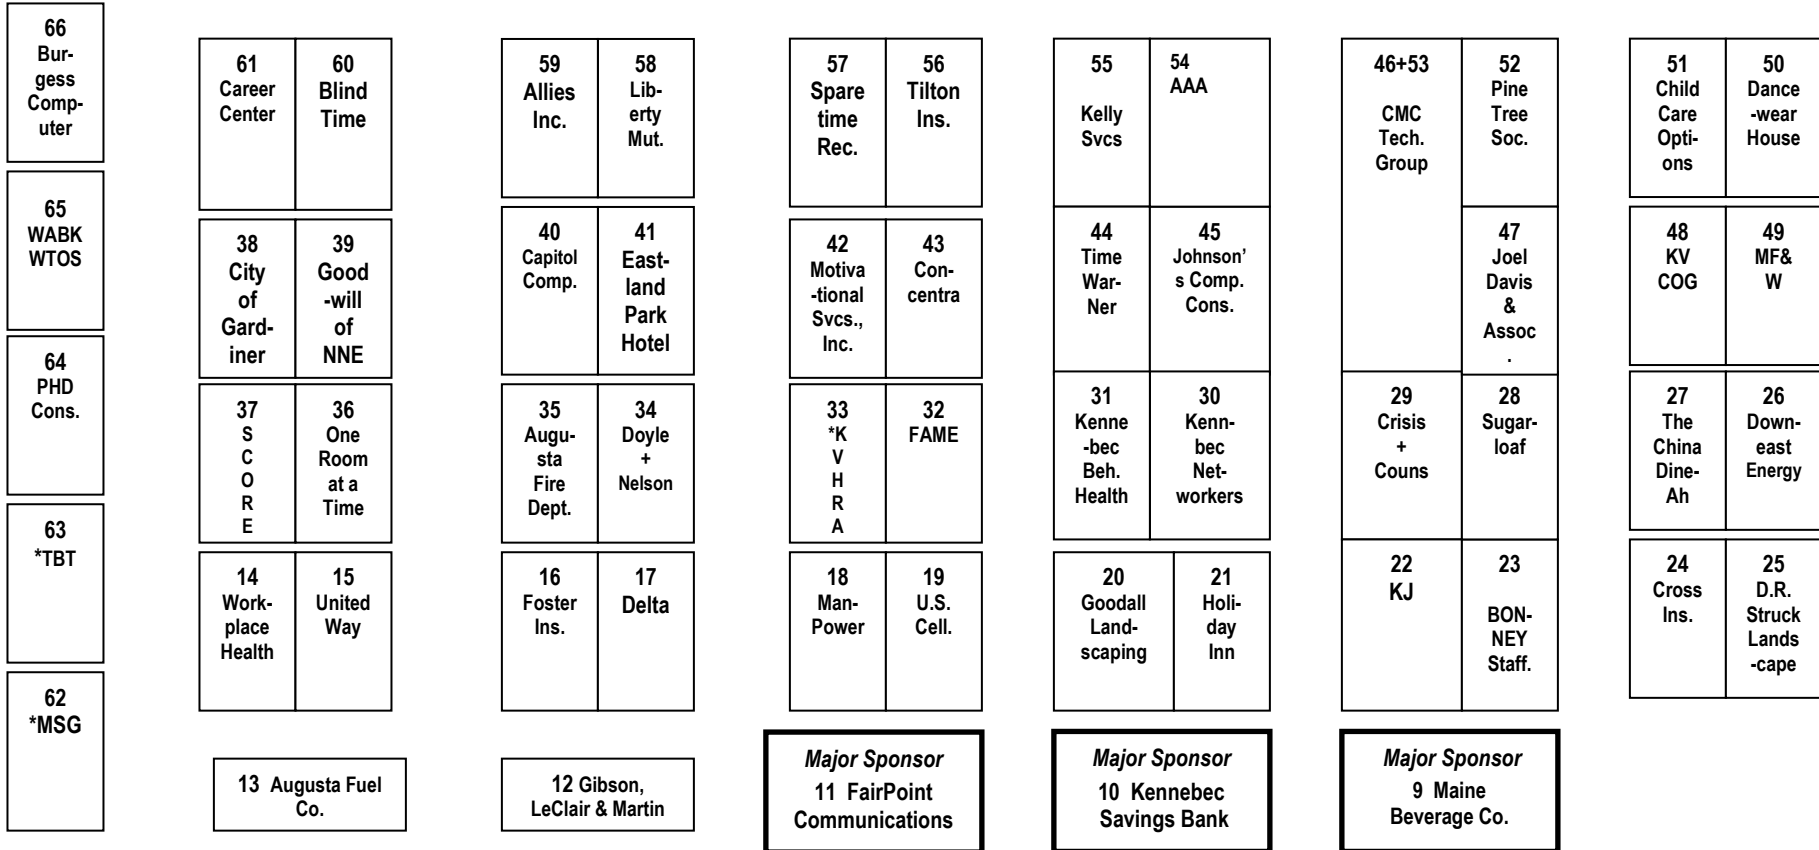 66
Bur-
gess
Comp-
uter
61
Career
Center
60
Blind
Time
59
Allies
Inc.
58
Lib-
erty
Mut.
57
Spare
time
Rec.
56
Tilton
Ins.
55
Kelly
Svcs
54
AAA
46+53
CMC
Tech.
Group
52
Pine
Tree
Soc.
51
Child
Care
Opti-
ons
50
Dance
-wear
House
65
WABK
WTOS
38
City
of
Gard-
iner
39
Good
-will
of
NNE
40
Capitol
Comp.
41
East-
land
Park
Hotel
42
Motiva
-tional
Svcs.,
Inc.
43
Con-
centra
44
Time
War-
Ner
45
Johnson'
s Comp.
Cons.
47
Joel
Davis
&
Assoc
.
48
KV
COG
49
MF&
W
64
PHD
Cons.
37
S
C
O
R
E
36
One
Room
at a
Time
35
Augu-
sta
Fire
Dept.
34
Doyle
+
Nelson
33
*K
V
H
R
A
32
FAME
31
Kenne
-bec
Beh.
Health
30
Kenn-
bec
Net-
workers
29
Crisis
+
Couns
28
Sugar-
loaf
27
The
China
Dine-
Ah
26
Down-
east
Energy
63
*TBT
14
Work-
place
Health
15
United
Way
16
Foster
Ins.
17
Delta
18
Man-
Power
19
U.S.
Cell.
20
Goodall
Land-
scaping
21
Holi-
day
Inn
22
KJ
23
BON-
NEY
Staff.
24
Cross
Ins.
25
D.R.
Struck
Lands
-cape
62
*MSG
13 Augusta Fuel
Co.
12 Gibson,
LeClair & Martin
Major Sponsor
11 FairPoint
Communications
Major Sponsor
10 Kennebec
Savings Bank
Major Sponsor
9 Maine
Beverage Co.